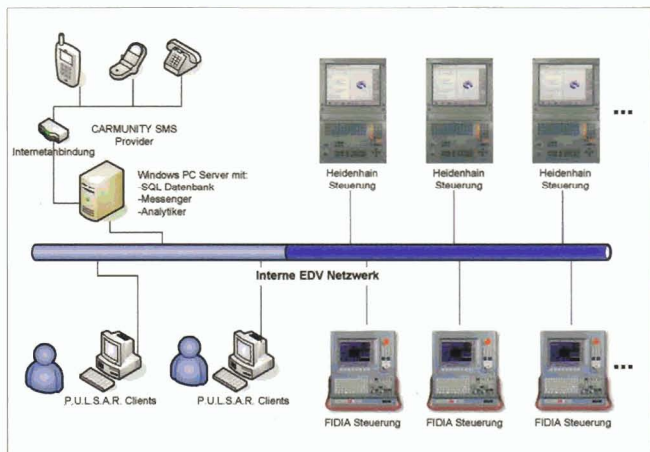 CARMUNITY SMS
Provider
Internetanbindung
Windows PC Server mit:
-SQL Datenbank
-Messenger
-Analytiker
Heidenhain
Steuerung
Heidenhain
Steuerung
Heidenhain
Steuerung
...
Interne EDV Netzwerk
P.U.L.S.A.R. Clients
P.U.L.S.A.R. Clients
FIDIA Steuerung
FIDIA Steuerung
FIDIA Steuerung
...